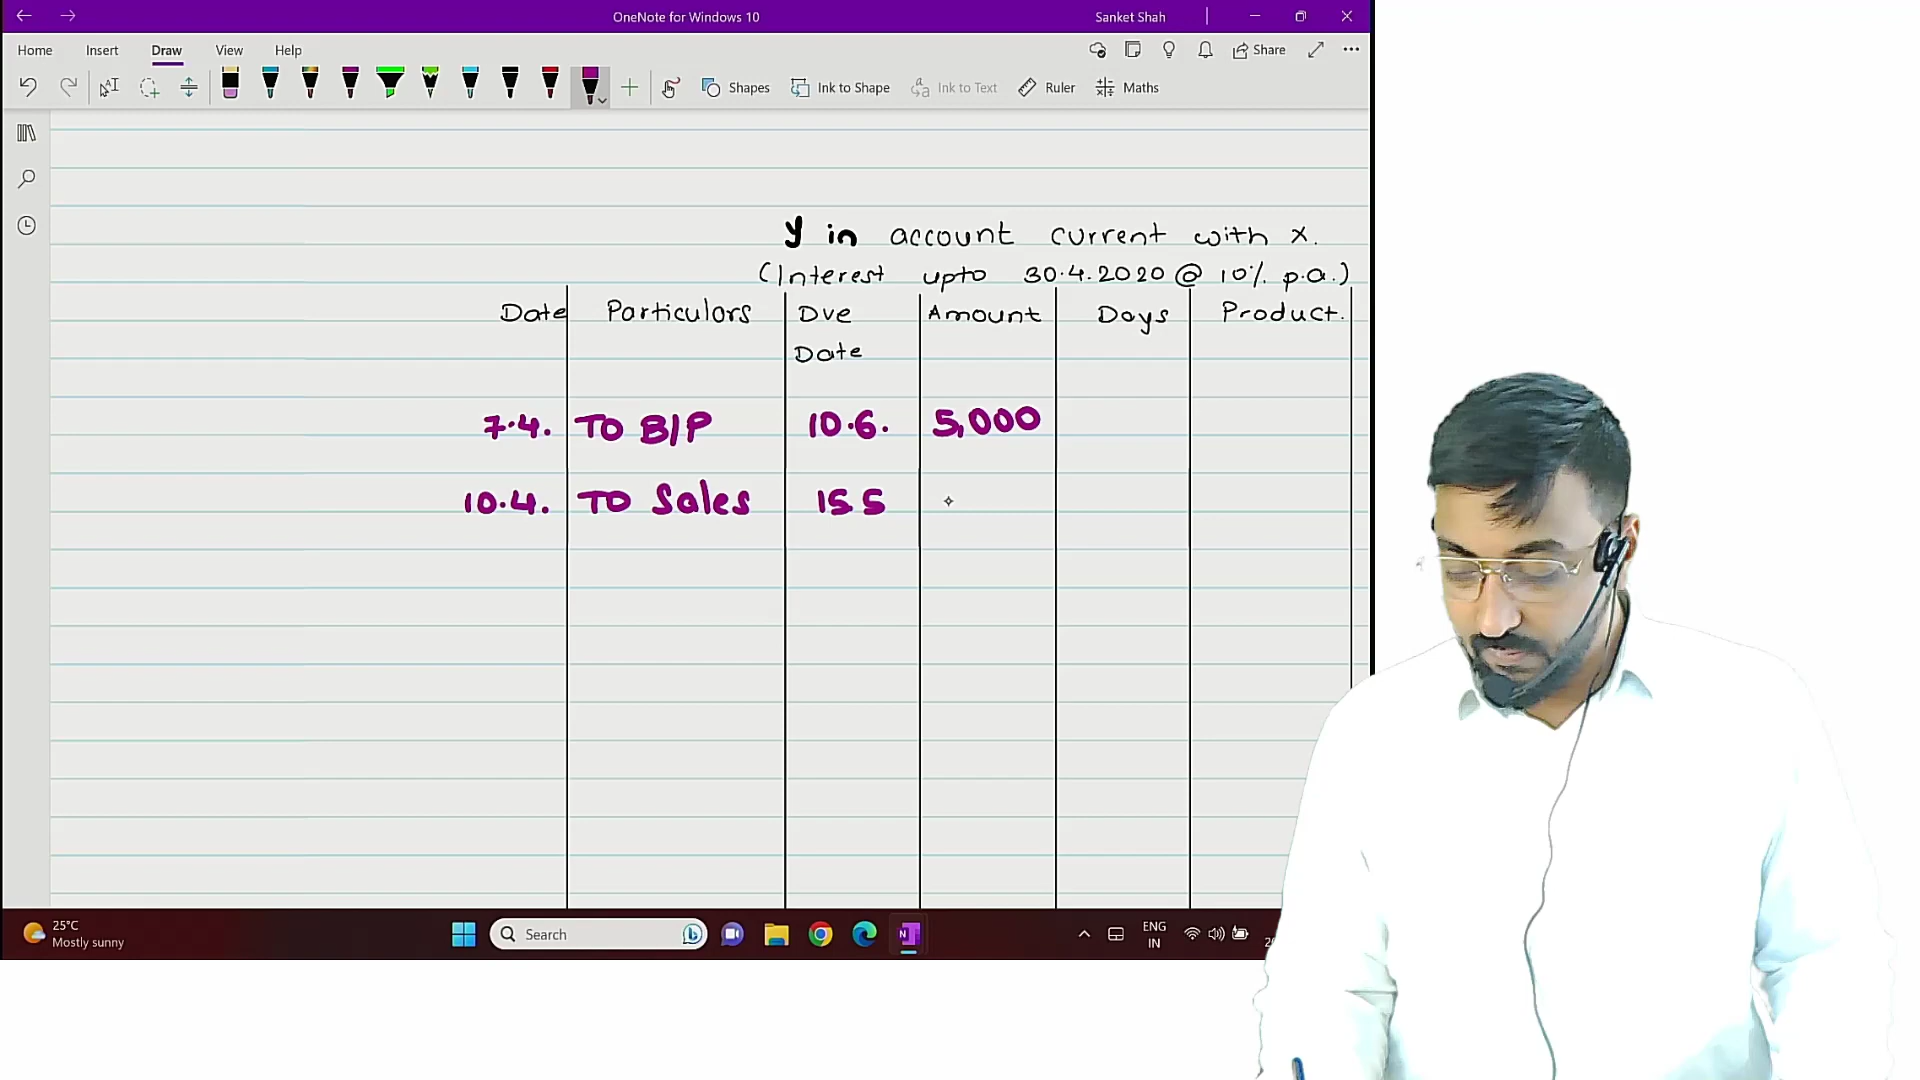 OneNote for Windows 10
Sanket Shah
Home Insert Draw View Help
Share
Shapes Ink to Shape Ink to Text Ruler Maths
y in account current with x.
(Interest upto 30.4.2020 @ 10% p.a.)
Date Particulars Due Date Amount Days Product.
7.4. TO B/P 10.6. 5,000
10.4. TO Sales 15 5
25°C
Mostly sunny
Search
ENG
IN